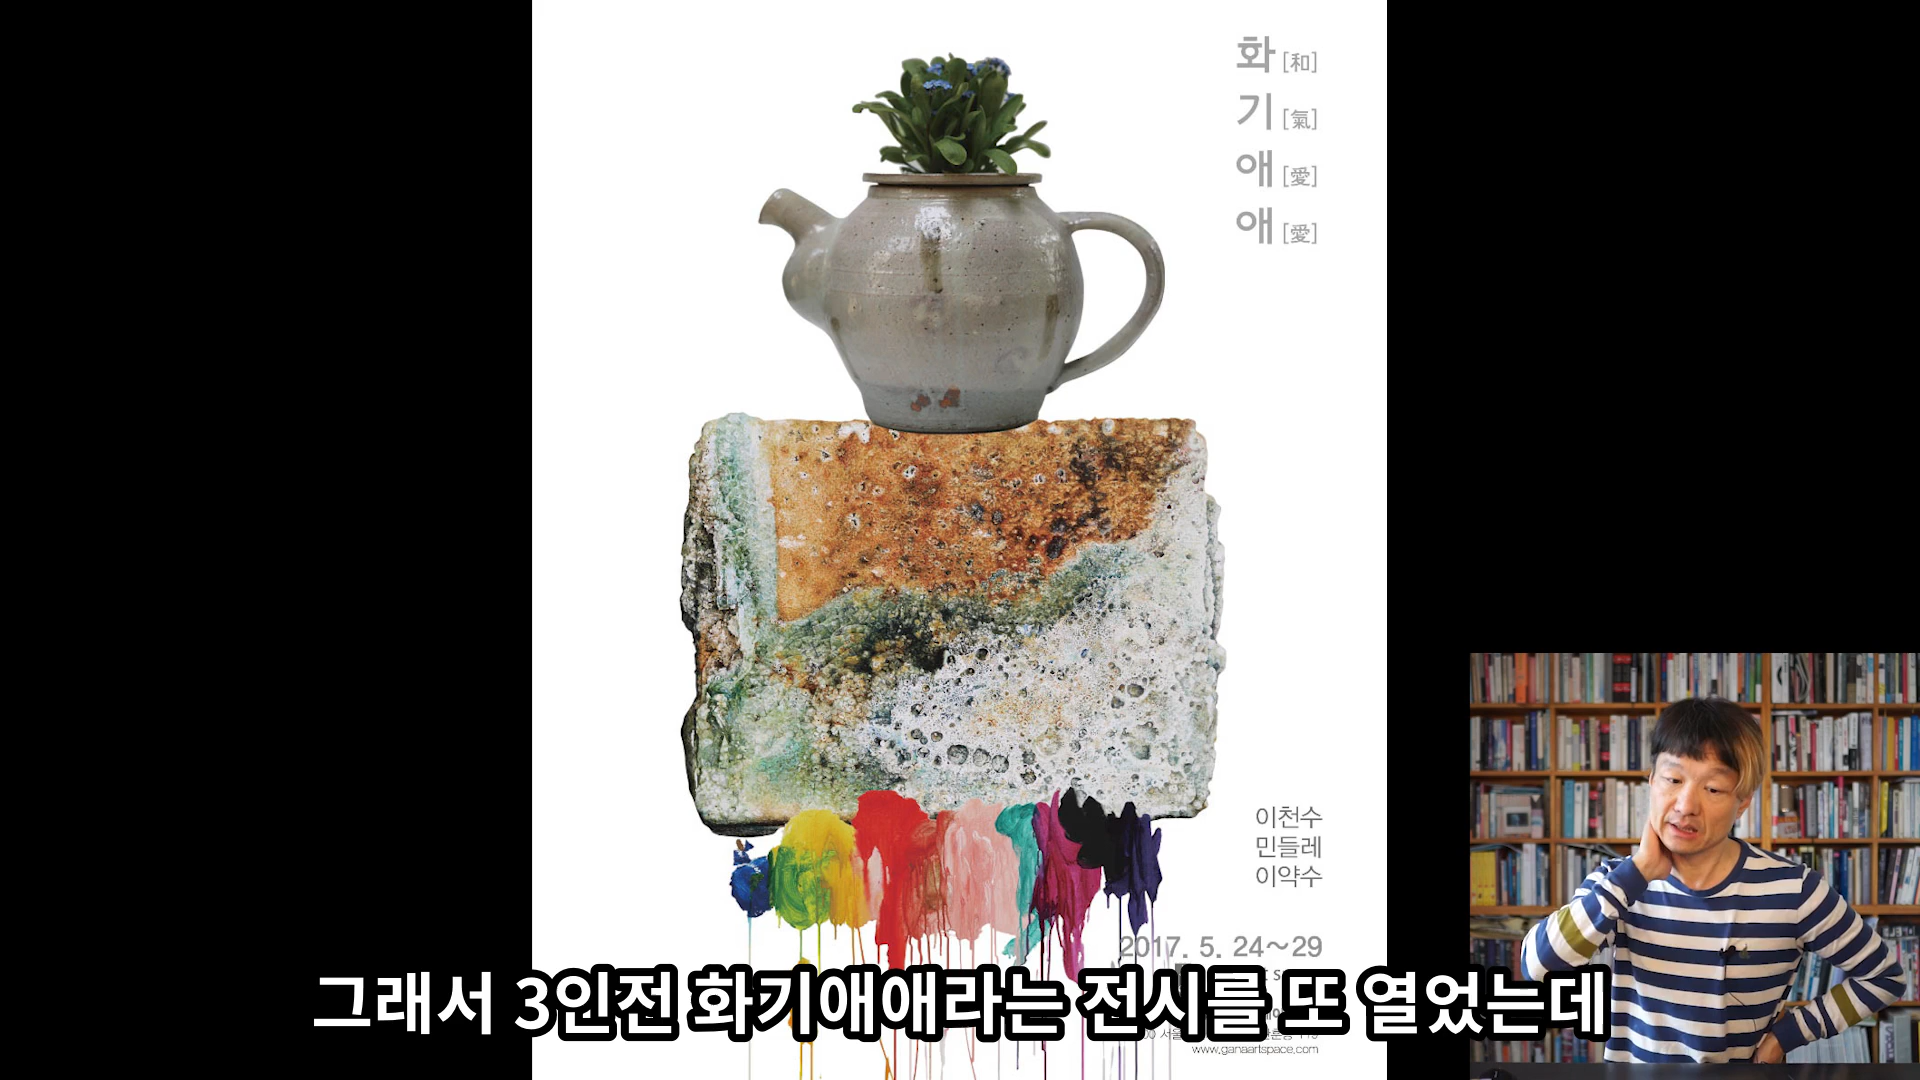 화[和]
기[氣]
애[愛]
애[愛]
이천수
민들레
이약수
2017. 5. 24~29
그래서 3인전 화기애애라는 전시를 또 열었는데
www.ganaartspace.com